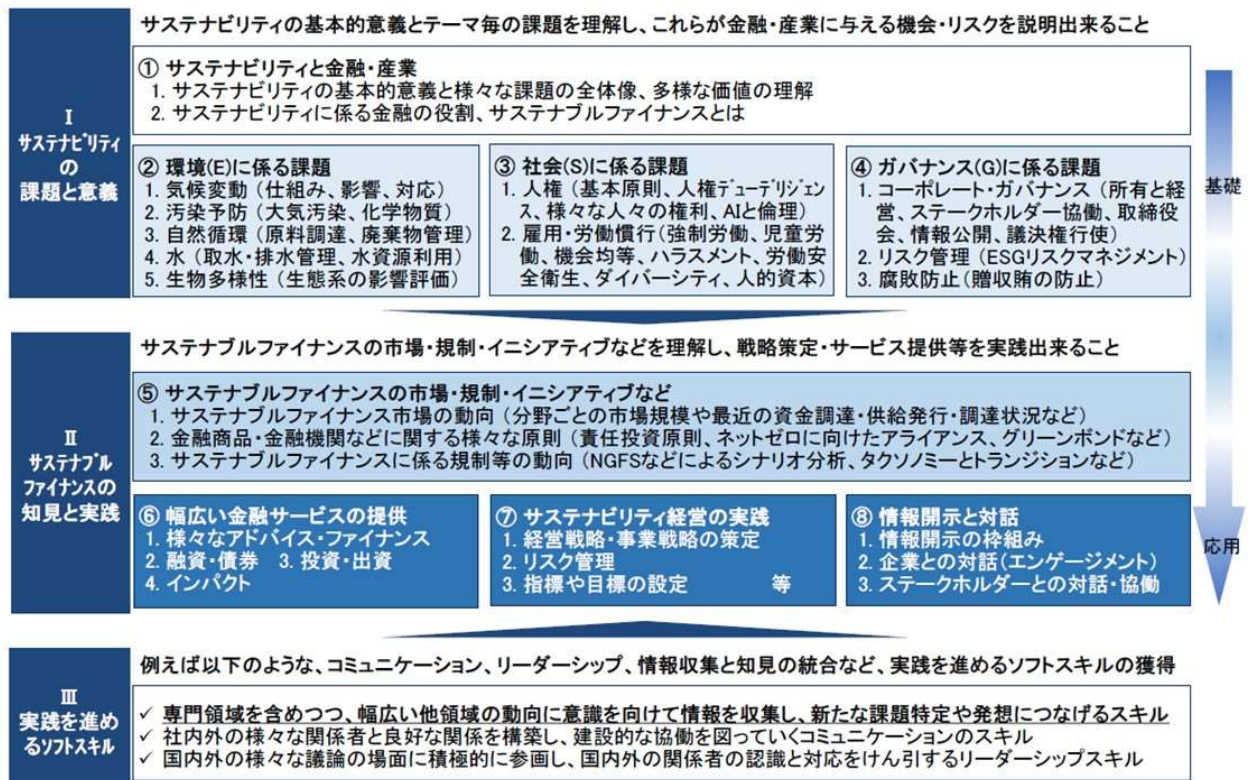 サステナビリティの基本的意義とテーマ毎の課題を理解し、これらが金融・産業に与える機会・リスクを説明出来ること
Ⅰ
サステナビリティ
の
課題と意義
① サステナビリティと金融・産業
1. サステナビリティの基本的意義と様々な課題の全体像、多様な価値の理解
2. サステナビリティに係る金融の役割、サステナブルファイナンスとは
② 環境(E)に係る課題
1. 気候変動（仕組み、影響、対応）
2. 汚染予防（大気汚染、化学物質）
3. 自然循環（原料調達、廃棄物管理）
4. 水（取水・排水管理、水資源利用）
5. 生物多様性（生態系の影響評価）
③ 社会(S)に係る課題
1. 人権（基本原則、人権デューデリジェン
ス、様々な人々の権利、AIと倫理）
2. 雇用・労働慣行（強制労働、児童労
働、機会均等、ハラスメント、労働安
全衛生、ダイバーシティ、人的資本）
④ ガバナンス(G)に係る課題
1. コーポレート・ガバナンス（所有と経
営、ステークホルダー協働、取締役
会、情報公開、議決権行使）
2. リスク管理（ESGリスクマネジメント）
3. 腐敗防止（贈収賄の防止）
基礎
サステナブルファイナンスの市場・規制・イニシアティブなどを理解し、戦略策定・サービス提供等を実践出来ること
Ⅱ
サステナブル
ファイナンスの
知見と実践
⑤ サステナブルファイナンスの市場・規制・イニシアティブなど
1. サステナブルファイナンス市場の動向（分野ごとの市場規模や最近の資金調達・供給発行・調達状況など）
2. 金融商品・金融機関などに関する様々な原則（責任投資原則、ネットゼロに向けたアライアンス、グリーンボンドなど）
3. サステナブルファイナンスに係る規制等の動向（NGFSなどによるシナリオ分析、タクソノミーとトランジションなど）
⑥ 幅広い金融サービスの提供
1. 様々なアドバイス・ファイナンス
2. 融資・債券 3. 投資・出資
4. インパクト
⑦ サステナビリティ経営の実践
1. 経営戦略・事業戦略の策定
2. リスク管理
3. 指標や目標の設定 等
⑧ 情報開示と対話
1. 情報開示の枠組み
2. 企業との対話（エンゲージメント）
3. ステークホルダーとの対話・協働
応用
例えば以下のような、コミュニケーション、リーダーシップ、情報収集と知見の統合など、実践を進めるソフトスキルの獲得
Ⅲ
実践を進め
るソフトスキル
✓ 専門領域を含めつつ、幅広い他領域の動向に意識を向けて情報を収集し、新たな課題特定や発想につなげるスキル
✓ 社内外の様々な関係者と良好な関係を構築し、建設的な協働を図っていくコミュニケーションのスキル
✓ 国内外の様々な議論の場面に積極的に参画し、国内外の関係者の認識と対応をけん引するリーダーシップスキル